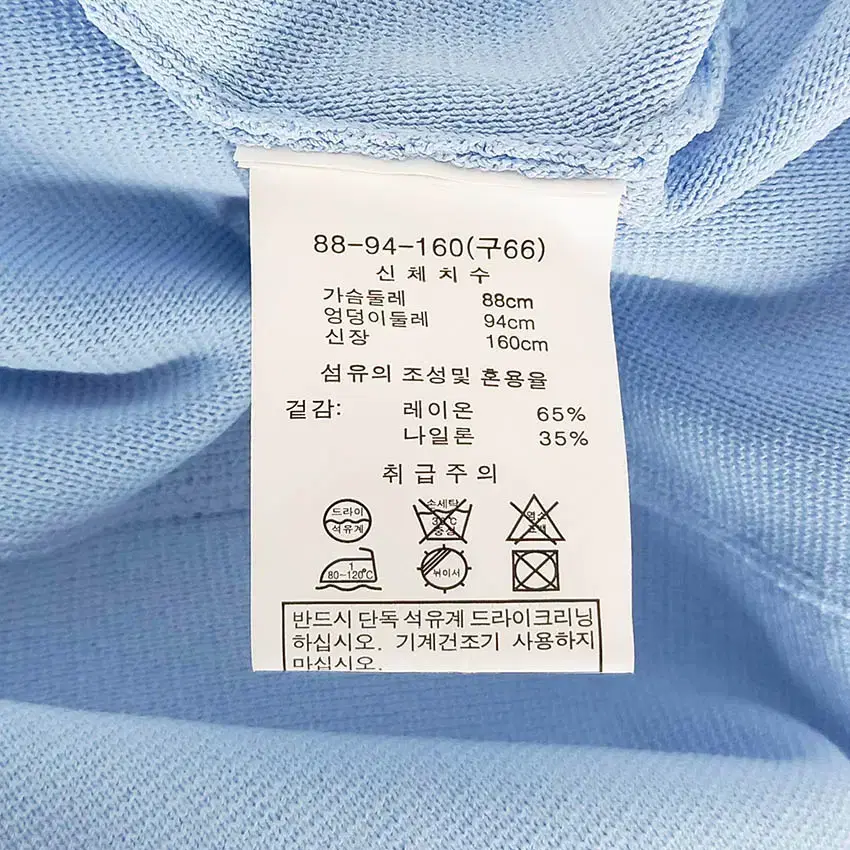 88-94-160(구66)
신체치수
가슴둘레 88cm
엉덩이둘레 94cm
신장 160cm
섬유의 조성및 혼용율
겉감: 레이온 65%
나일론 35%
취급주의
드라이
석유계
손세탁
30°C
중성
염소
표백
1
80-120°C
뉘어서
반드시 단독 석유계 드라이크리닝
하십시오. 기계건조기 사용하지
마십시오.